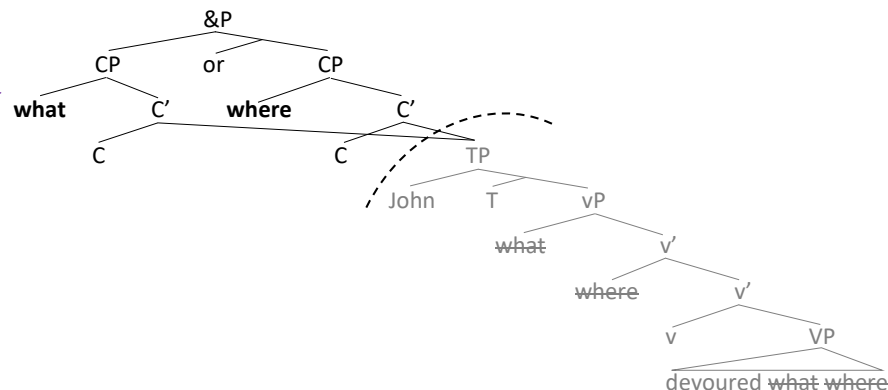 &P
CP or CP
what C’ where C’
C C TP
John T vP
what v’
where v’
v VP
devoured what where